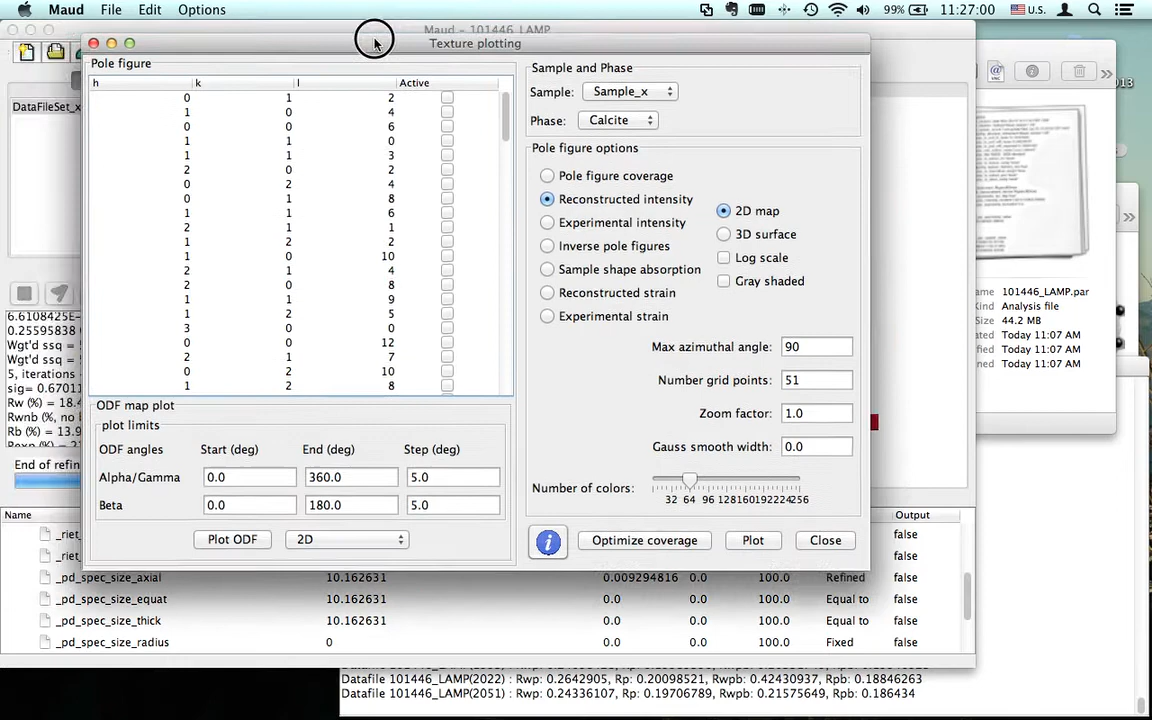 Maud File Edit Options 99% 11:27:00 U.S.
Maud - 101446_LAMP
Texture plotting
Pole figure
h k l Active
0 1 2
1 0 4
0 0 6
1 1 0
1 1 3
2 0 2
0 2 4
0 1 8
1 1 6
2 1 1
1 2 2
1 0 10
2 1 4
2 0 8
1 1 9
1 2 5
3 0 0
0 0 12
2 1 7
0 2 10
1 2 8
ODF map plot
plot limits
ODF angles Start (deg) End (deg) Step (deg)
Alpha/Gamma 0.0 360.0 5.0
Beta 0.0 180.0 5.0
Plot ODF 2D
Sample and Phase
Sample: Sample_x
Phase: Calcite
Pole figure options
Pole figure coverage
Reconstructed intensity
Experimental intensity
Inverse pole figures
Sample shape absorption
Reconstructed strain
Experimental strain
2D map
3D surface
Log scale
Gray shaded
Max azimuthal angle: 90
Number grid points: 51
Zoom factor: 1.0
Gauss smooth width: 0.0
Number of colors:
32 64 96 128160192224256
Optimize coverage Plot Close
DataFileSet_x
6.6108425E-
0.25595838
Wgt'd ssq =
Wgt'd ssq =
5, iterations
sig= 0.67011
Rw (%) = 18.4
Rwnb (%, no
Rb (%) = 13.9
End of refin
Name Output
_riet_ false
_riet_ false
_pd_spec_size_axial 10.162631 0.009294816 0.0 100.0 Refined false
_pd_spec_size_equat 10.162631 0.0 0.0 100.0 Equal to false
_pd_spec_size_thick 10.162631 0.0 0.0 100.0 Equal to false
_pd_spec_size_radius 0 0.0 0.0 100.0 Fixed false
Datafile 101446_LAMP(2022) : Rwp: 0.2642905, Rp: 0.20098521, Rwpb: 0.42430937, Rpb: 0.18846263
Datafile 101446_LAMP(2051) : Rwp: 0.24336107, Rp: 0.19706789, Rwpb: 0.21575649, Rpb: 0.186434
013
ame 101446_LAMP.par
Kind Analysis file
Size 44.2 MB
ated Today 11:07 AM
fied Today 11:07 AM
ned Today 11:07 AM